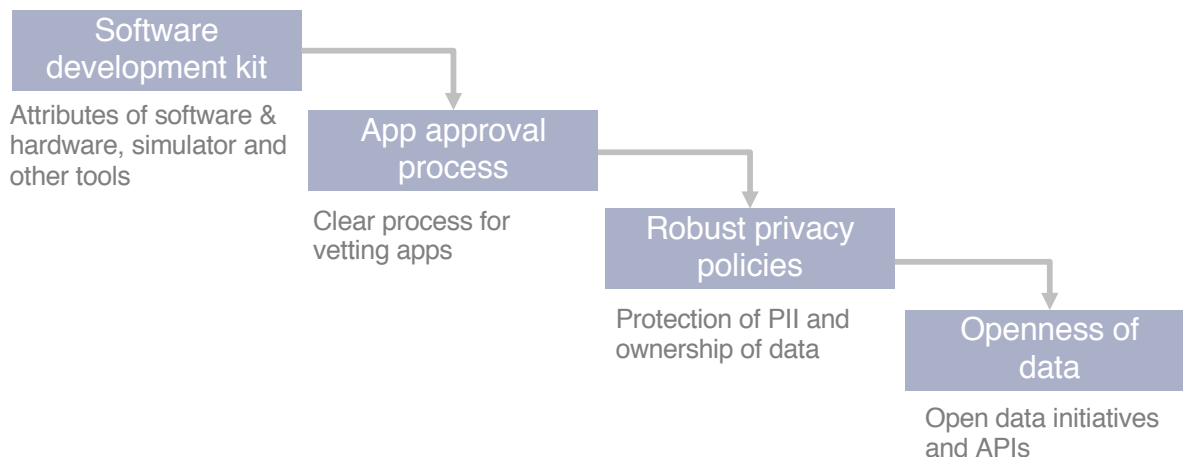 Software
development kit
Attributes of software &
hardware, simulator and
other tools
App approval
process
Clear process for
vetting apps
Robust privacy
policies
Protection of PII and
ownership of data
Openness of
data
Open data initiatives
and APIs